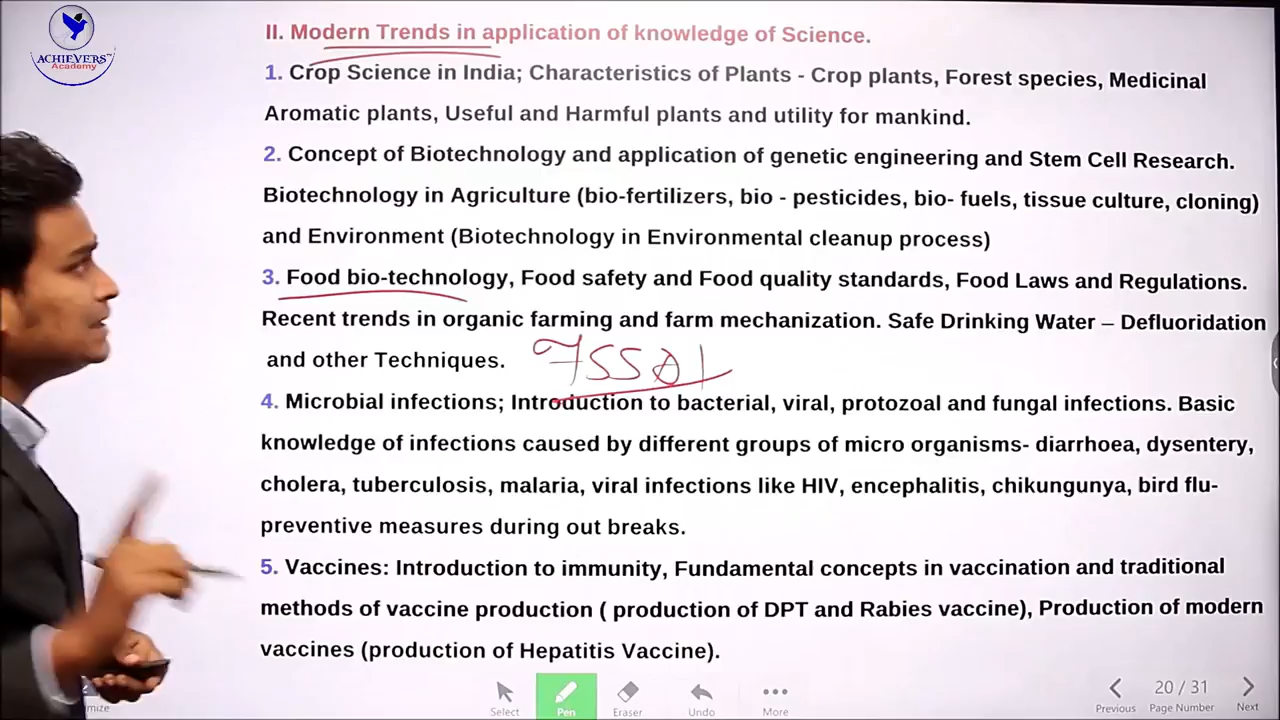 ACHIEVERS
Academy
II. Modern Trends in application of knowledge of Science.
1. Crop Science in India; Characteristics of Plants - Crop plants, Forest species, Medicinal
Aromatic plants, Useful and Harmful plants and utility for mankind.
2. Concept of Biotechnology and application of genetic engineering and Stem Cell Research.
Biotechnology in Agriculture (bio-fertilizers, bio - pesticides, bio- fuels, tissue culture, cloning)
and Environment (Biotechnology in Environmental cleanup process)
3. Food bio-technology, Food safety and Food quality standards, Food Laws and Regulations.
Recent trends in organic farming and farm mechanization. Safe Drinking Water – Defluoridation
and other Techniques.
FSSAI
4. Microbial infections; Introduction to bacterial, viral, protozoal and fungal infections. Basic
knowledge of infections caused by different groups of micro organisms- diarrhoea, dysentery,
cholera, tuberculosis, malaria, viral infections like HIV, encephalitis, chikungunya, bird flu-
preventive measures during out breaks.
5. Vaccines: Introduction to immunity, Fundamental concepts in vaccination and traditional
methods of vaccine production ( production of DPT and Rabies vaccine), Production of modern
vaccines (production of Hepatitis Vaccine).
Select Pen Eraser Undo More
Previous 20 / 31 Page Number Next